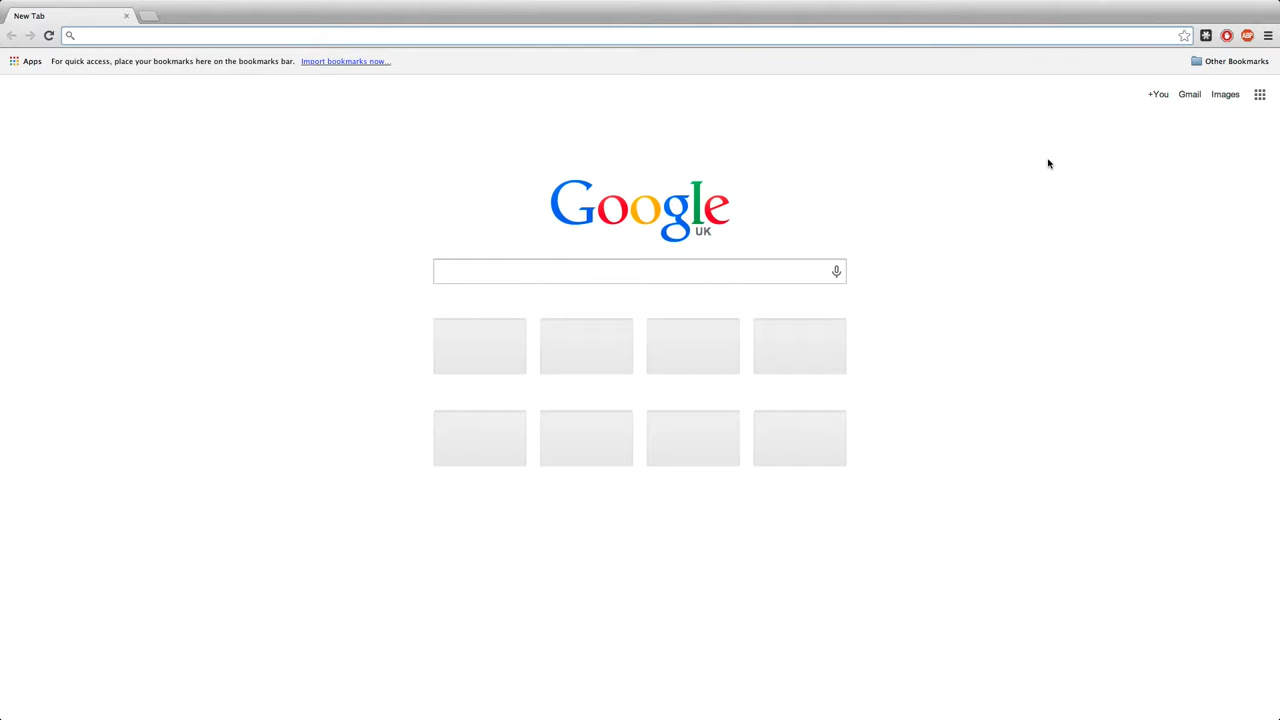 New Tab
Apps For quick access, place your bookmarks here on the bookmarks bar. Import bookmarks now... Other Bookmarks
+You Gmail Images
Google
UK
ABP